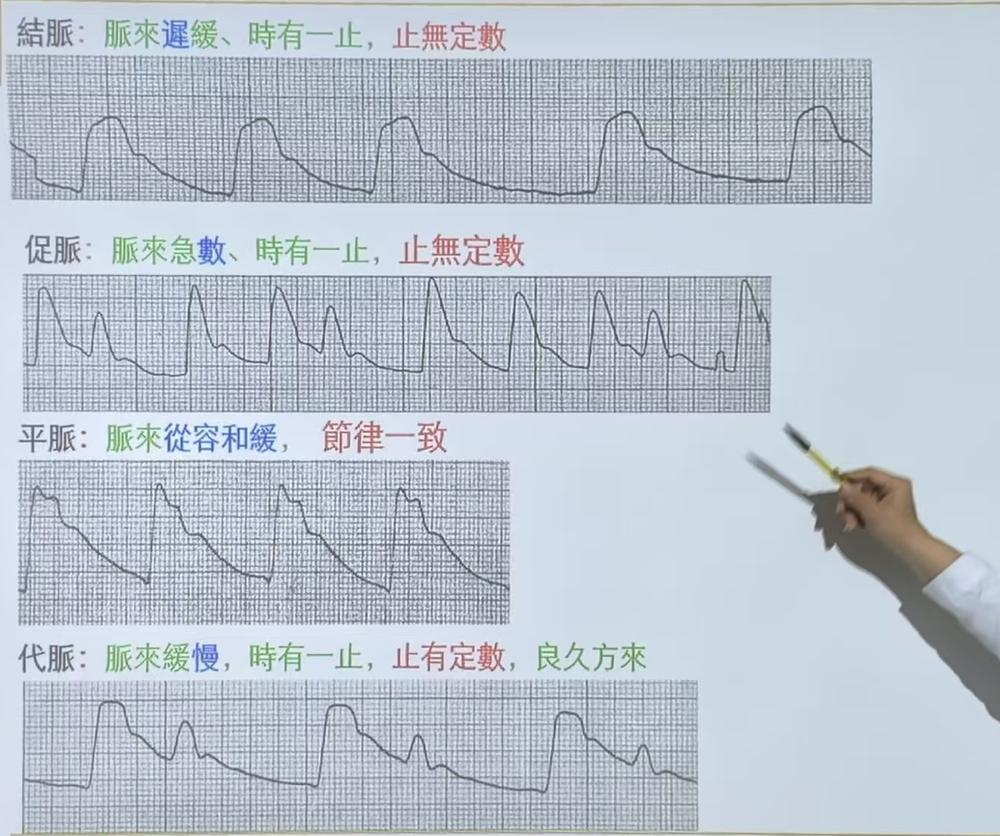 結脈：脈來遲緩、時有一止，止無定數
促脈：脈來急數、時有一止，止無定數
平脈：脈來從容和緩， 節律一致
代脈：脈來緩慢，時有一止，止有定數，良久方來